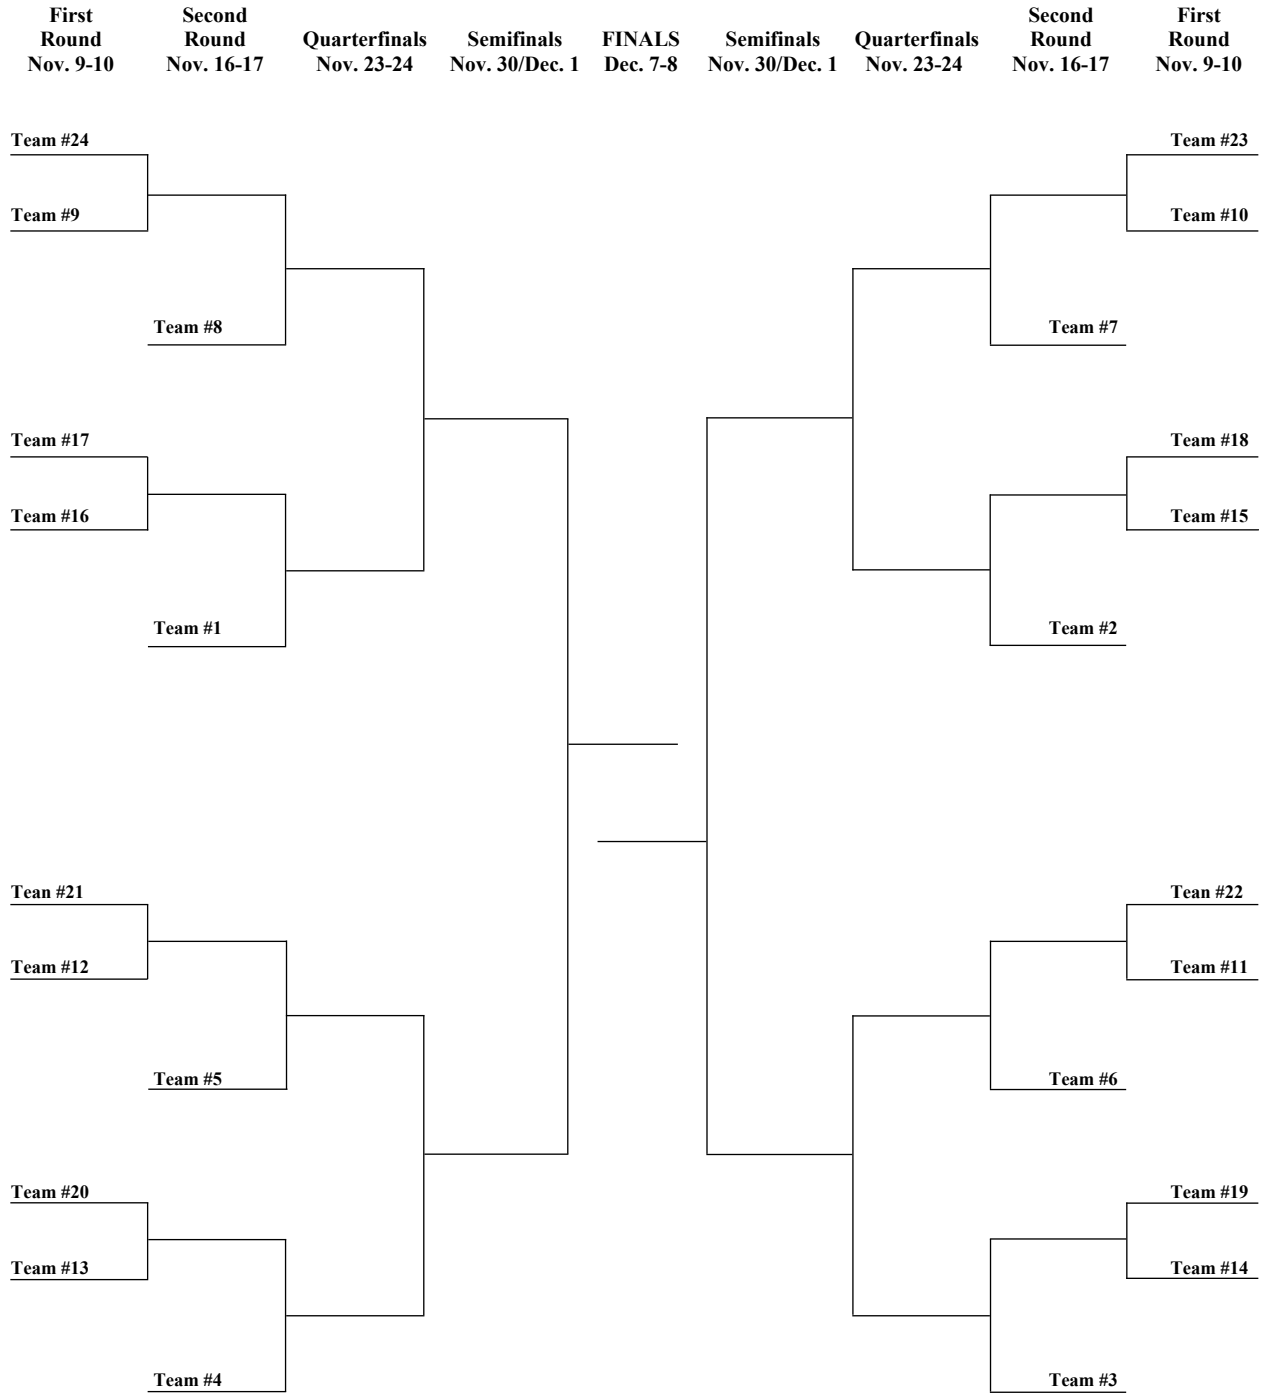 First
Round
Nov. 9-10
Second
Round
Nov. 16-17
Quarterfinals
Nov. 23-24
Semifinals
Nov. 30/Dec. 1
FINALS
Dec. 7-8
Semifinals
Nov. 30/Dec. 1
Quarterfinals
Nov. 23-24
Second
Round
Nov. 16-17
First
Round
Nov. 9-10
Team #24
Team #9
Team #8
Team #17
Team #16
Team #1
Tean #21
Team #12
Team #5
Team #20
Team #13
Team #4
Team #23
Team #10
Team #7
Team #18
Team #15
Team #2
Tean #22
Team #11
Team #6
Team #19
Team #14
Team #3